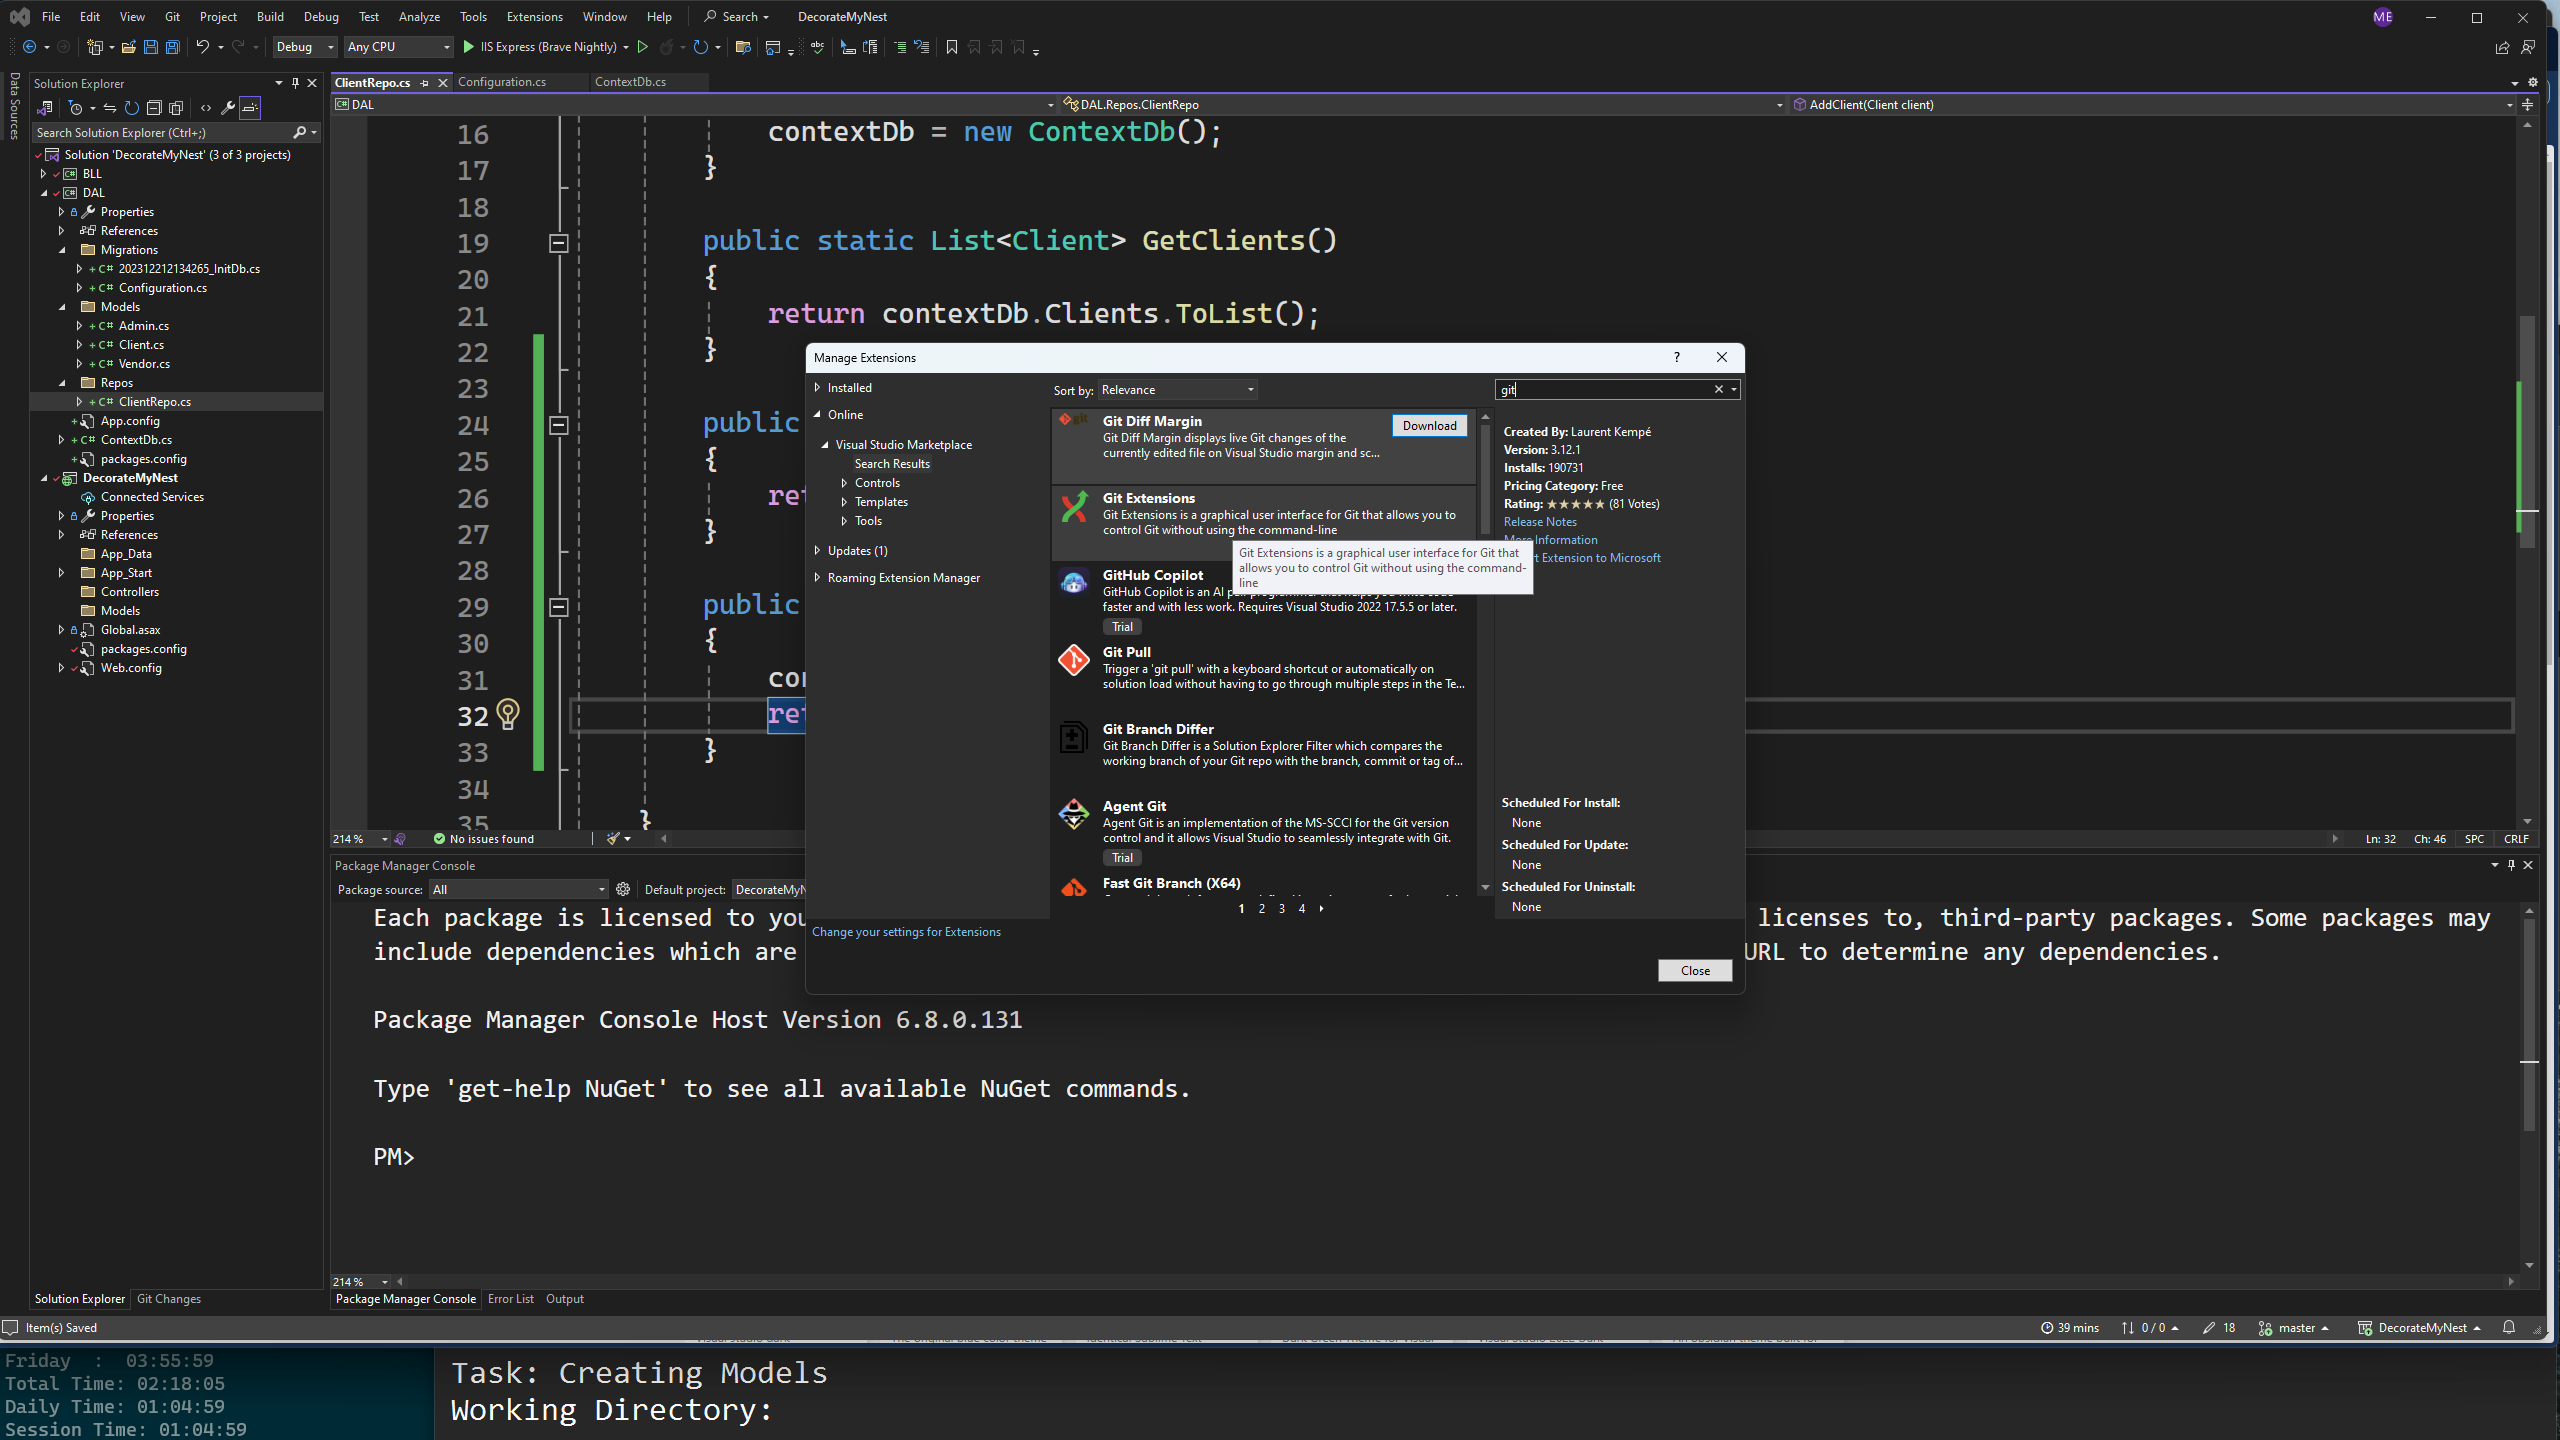 File Edit View Git Project Build Debug Test Analyze Tools Extensions Window Help Search DecorateMyNest ME
Debug Any CPU IIS Express (Brave Nightly)
Data Sources
Solution Explorer
Search Solution Explorer (Ctrl+;)
Solution 'DecorateMyNest' (3 of 3 projects)
BLL
DAL
Properties
References
Migrations
202312212134265_InitDb.cs
Configuration.cs
Models
Admin.cs
Client.cs
Vendor.cs
Repos
ClientRepo.cs
App.config
ContextDb.cs
packages.config
DecorateMyNest
Connected Services
Properties
References
App_Data
App_Start
Controllers
Models
Global.asax
packages.config
Web.config
Solution Explorer Git Changes
ClientRepo.cs Configuration.cs ContextDb.cs
DAL DAL.Repos.ClientRepo AddClient(Client client)
16 contextDb = new ContextDb();
17 }
18
19 public static List<Client> GetClients()
20 {
21 return contextDb.Clients.ToList();
22 }
23
24 public
25 {
26 ret
27 }
28
29 public
30 {
31 con
32 ret
33 }
34
35 }
214 % No issues found Ln: 32 Ch: 46 SPC CRLF
Manage Extensions ?
Installed
Online
Visual Studio Marketplace
Search Results
Controls
Templates
Tools
Updates (1)
Roaming Extension Manager
Change your settings for Extensions
Sort by: Relevance
git
Git Diff Margin Download
Git Diff Margin displays live Git changes of the
currently edited file on Visual Studio margin and sc...
Git Extensions
Git Extensions is a graphical user interface for Git that allows you to
control Git without using the command-line
Git Extensions is a graphical user interface for Git that
allows you to control Git without using the command-
line
GitHub Copilot
GitHub Copilot is an AI
faster and with less work. Requires Visual Studio 2022 17.5.5 or later.
Trial
Git Pull
Trigger a 'git pull' with a keyboard shortcut or automatically on
solution load without having to go through multiple steps in the Te...
Git Branch Differ
Git Branch Differ is a Solution Explorer Filter which compares the
working branch of your Git repo with the branch, commit or tag of...
Agent Git
Agent Git is an implementation of the MS-SCCI for the Git version
control and it allows Visual Studio to seamlessly integrate with Git.
Trial
Fast Git Branch (X64)
1 2 3 4
Created By: Laurent Kempé
Version: 3.12.1
Installs: 190731
Pricing Category: Free
Rating: ★★★★★ (81 Votes)
Release Notes
More Information
t Extension to Microsoft
Scheduled For Install:
None
Scheduled For Update:
None
Scheduled For Uninstall:
None
Close
Package Manager Console
Package source: All Default project: DecorateMyN
Each package is licensed to you licenses to, third-party packages. Some packages may
include dependencies which are URL to determine any dependencies.
Package Manager Console Host Version 6.8.0.131
Type 'get-help NuGet' to see all available NuGet commands.
PM>
214 %
Package Manager Console Error List Output
Item(s) Saved 39 mins 0 / 0 18 master DecorateMyNest
Friday : 03:55:59
Total Time: 02:18:05
Daily Time: 01:04:59
Session Time: 01:04:59
Task: Creating Models
Working Directory: